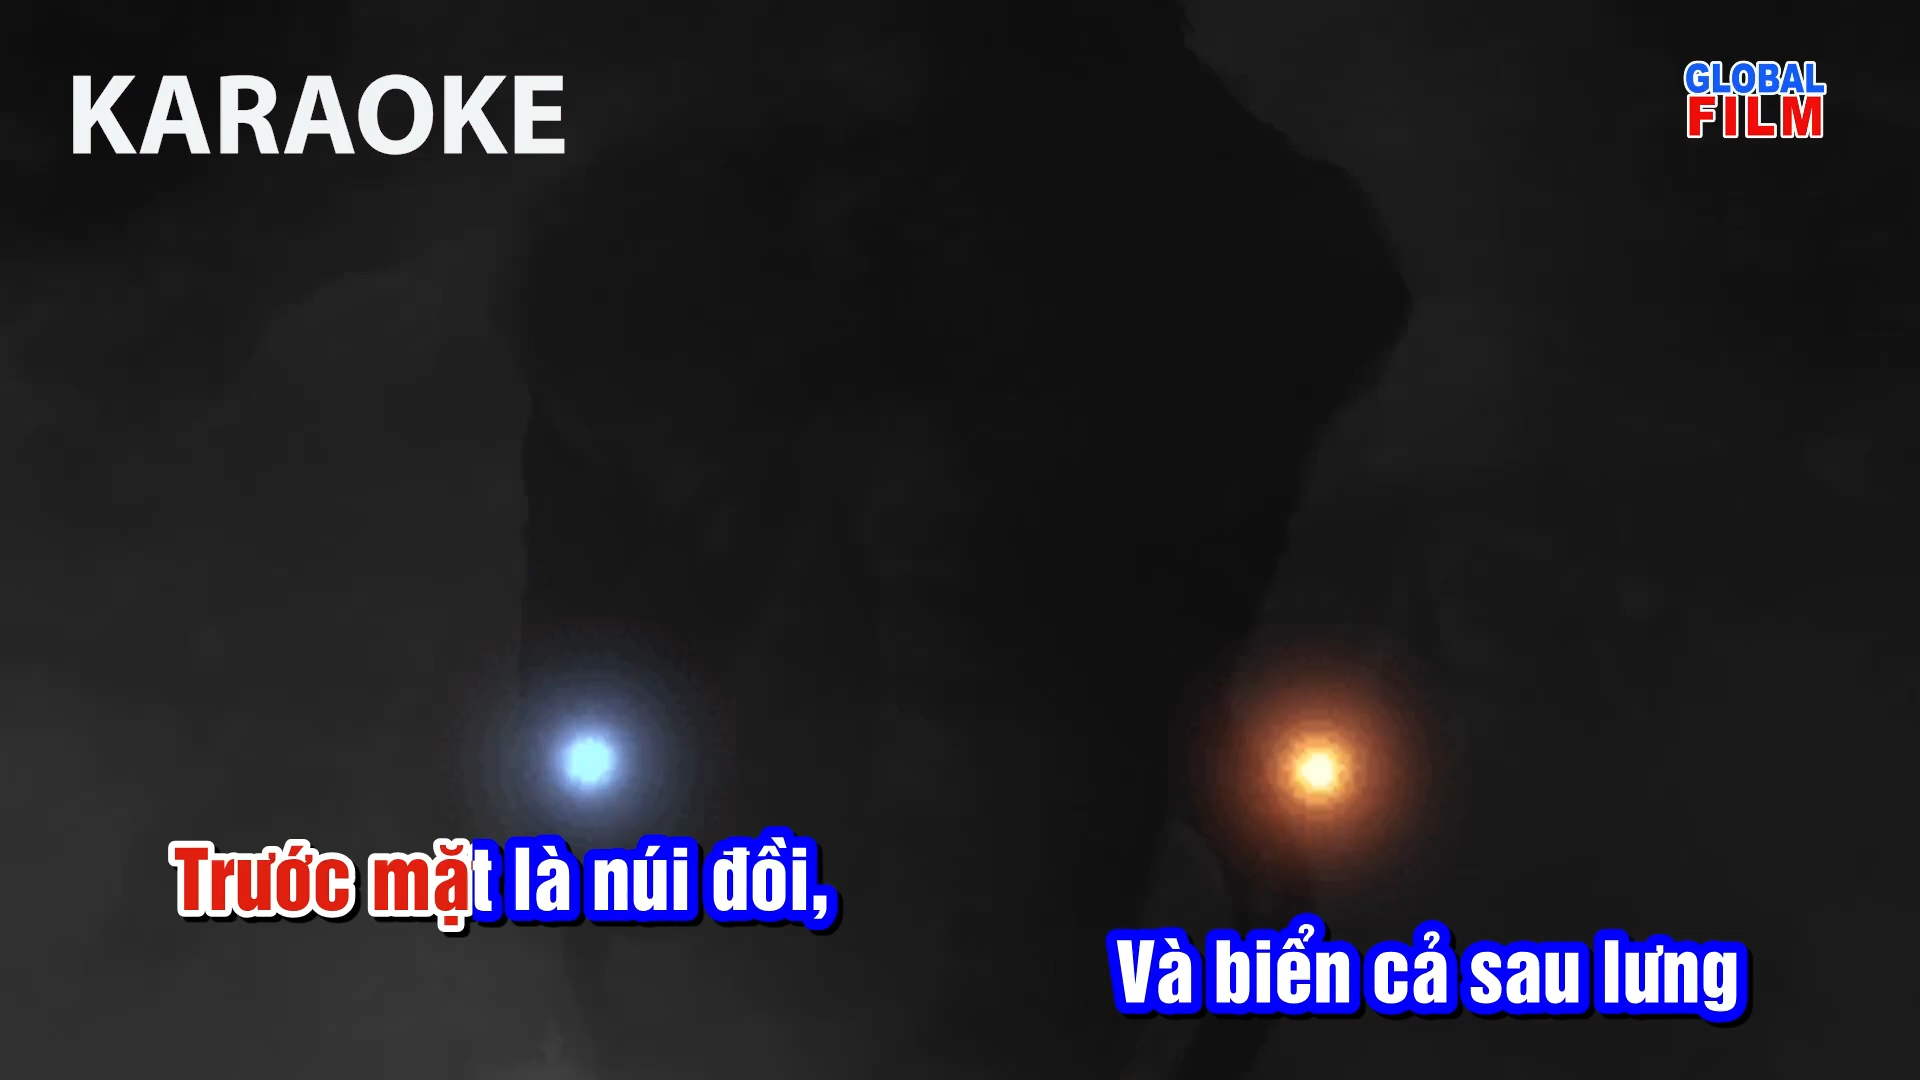 KARAOKE
GLOBAL
FILM
Trước mặt là núi đồi,
Và biển cả sau lưng